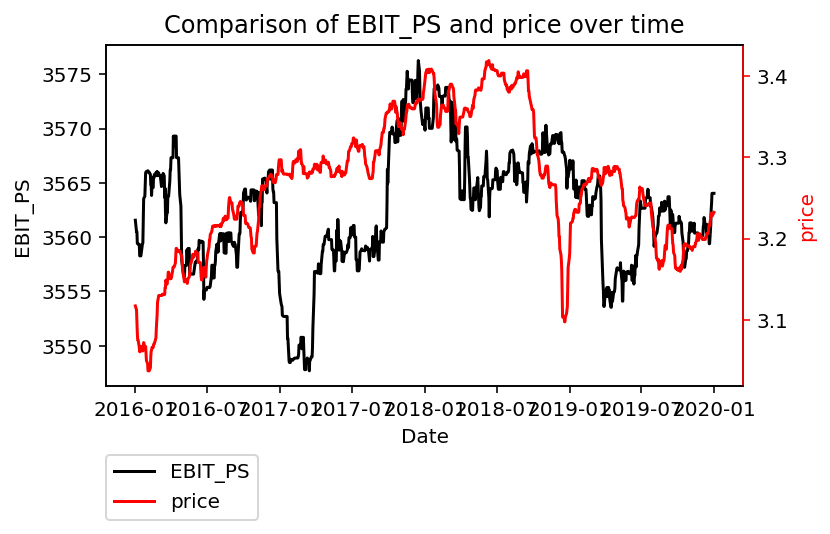 Comparison of EBIT_PS and price over time
3575
3570
3565
3560
3555
3550
EBIT_PS
3.4
3.3
3.2
3.1
price
2016-01 2016-07 2017-01 2017-07 2018-01 2018-07 2019-01 2019-07 2020-01
Date
EBIT_PS
price